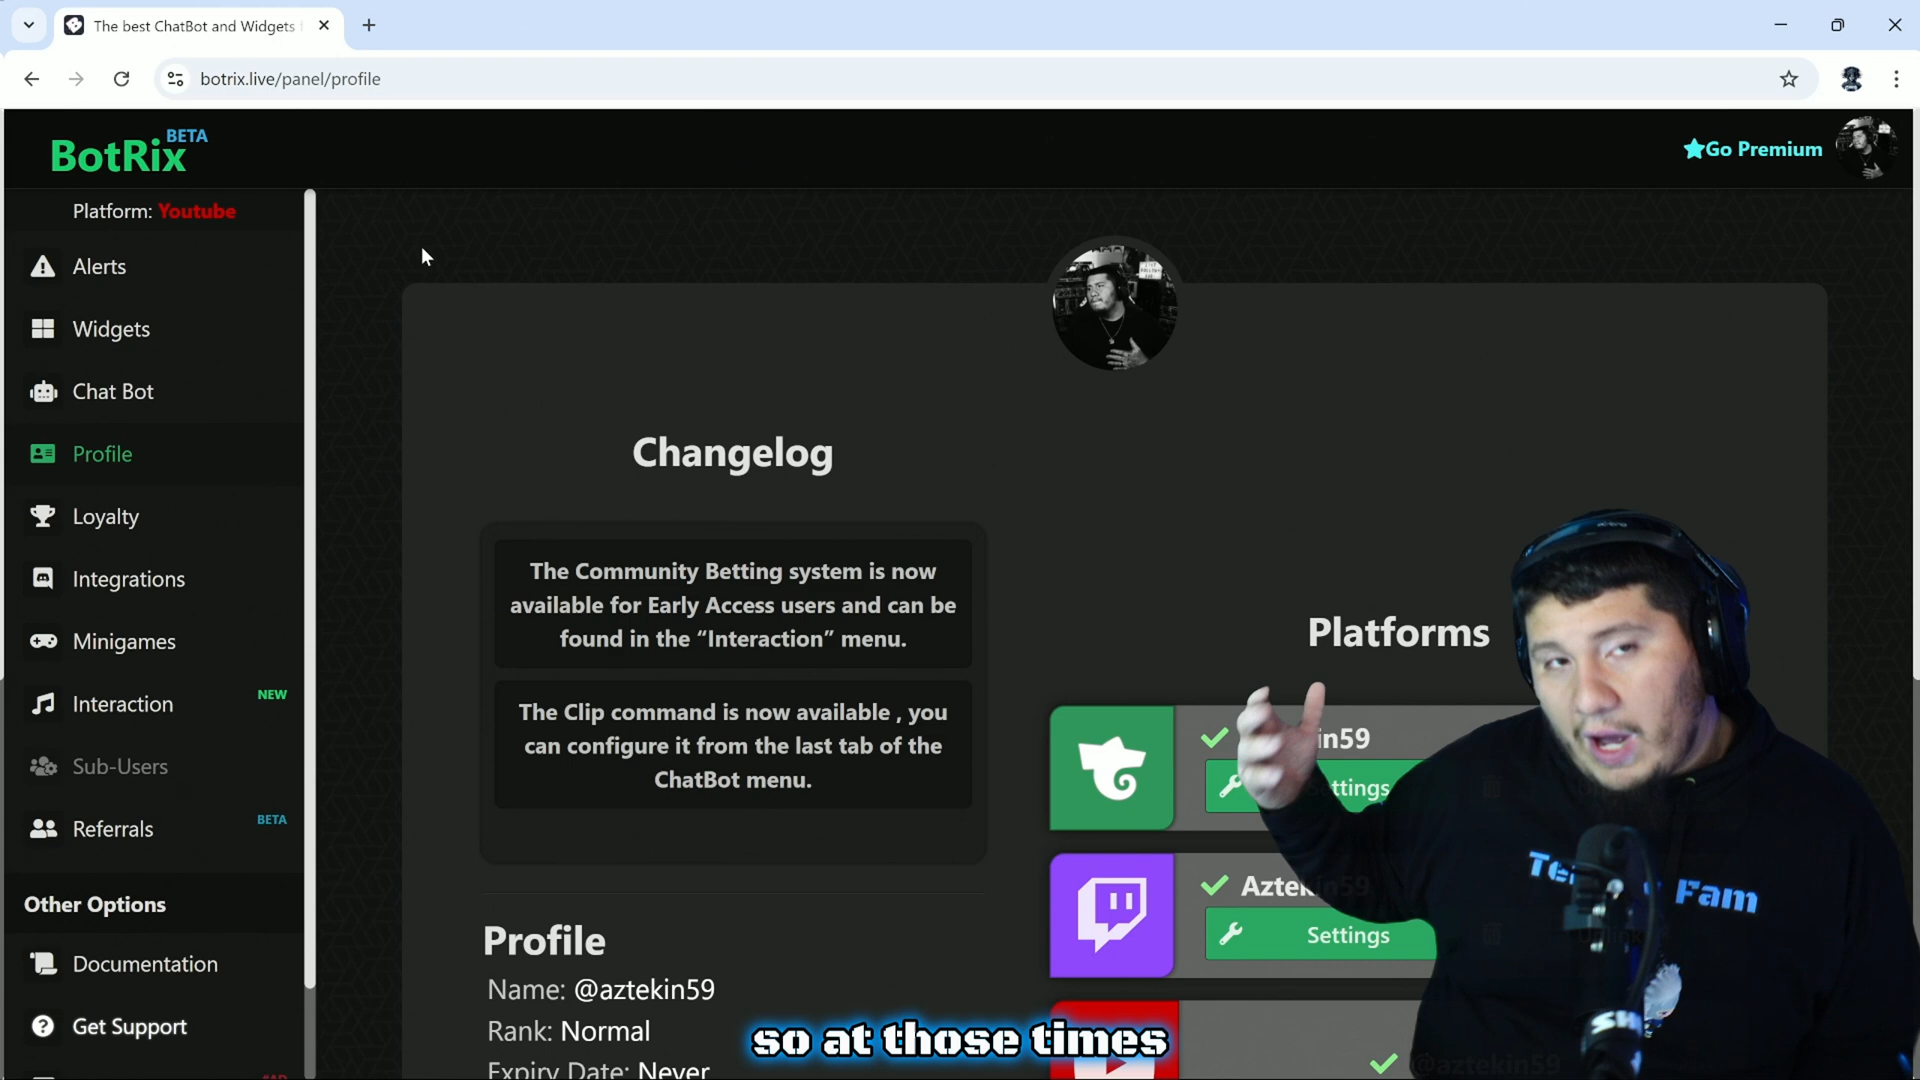 The best ChatBot and Widgets
botrix.live/panel/profile
BotRix BETA
Go Premium
Platform: Youtube
Alerts
Widgets
Chat Bot
Profile
Loyalty
Integrations
Minigames
Interaction NEW
Sub-Users
Referrals BETA
Other Options
Documentation
Get Support
Changelog
The Community Betting system is now
available for Early Access users and can be
found in the “Interaction” menu.
The Clip command is now available , you
can configure it from the last tab of the
ChatBot menu.
Profile
Name: @aztekin59
Rank: Normal
Expiry Date: Never
Platforms
in59
ttings
Aztekin59
Settings
@aztekin59
Fam
so at those times